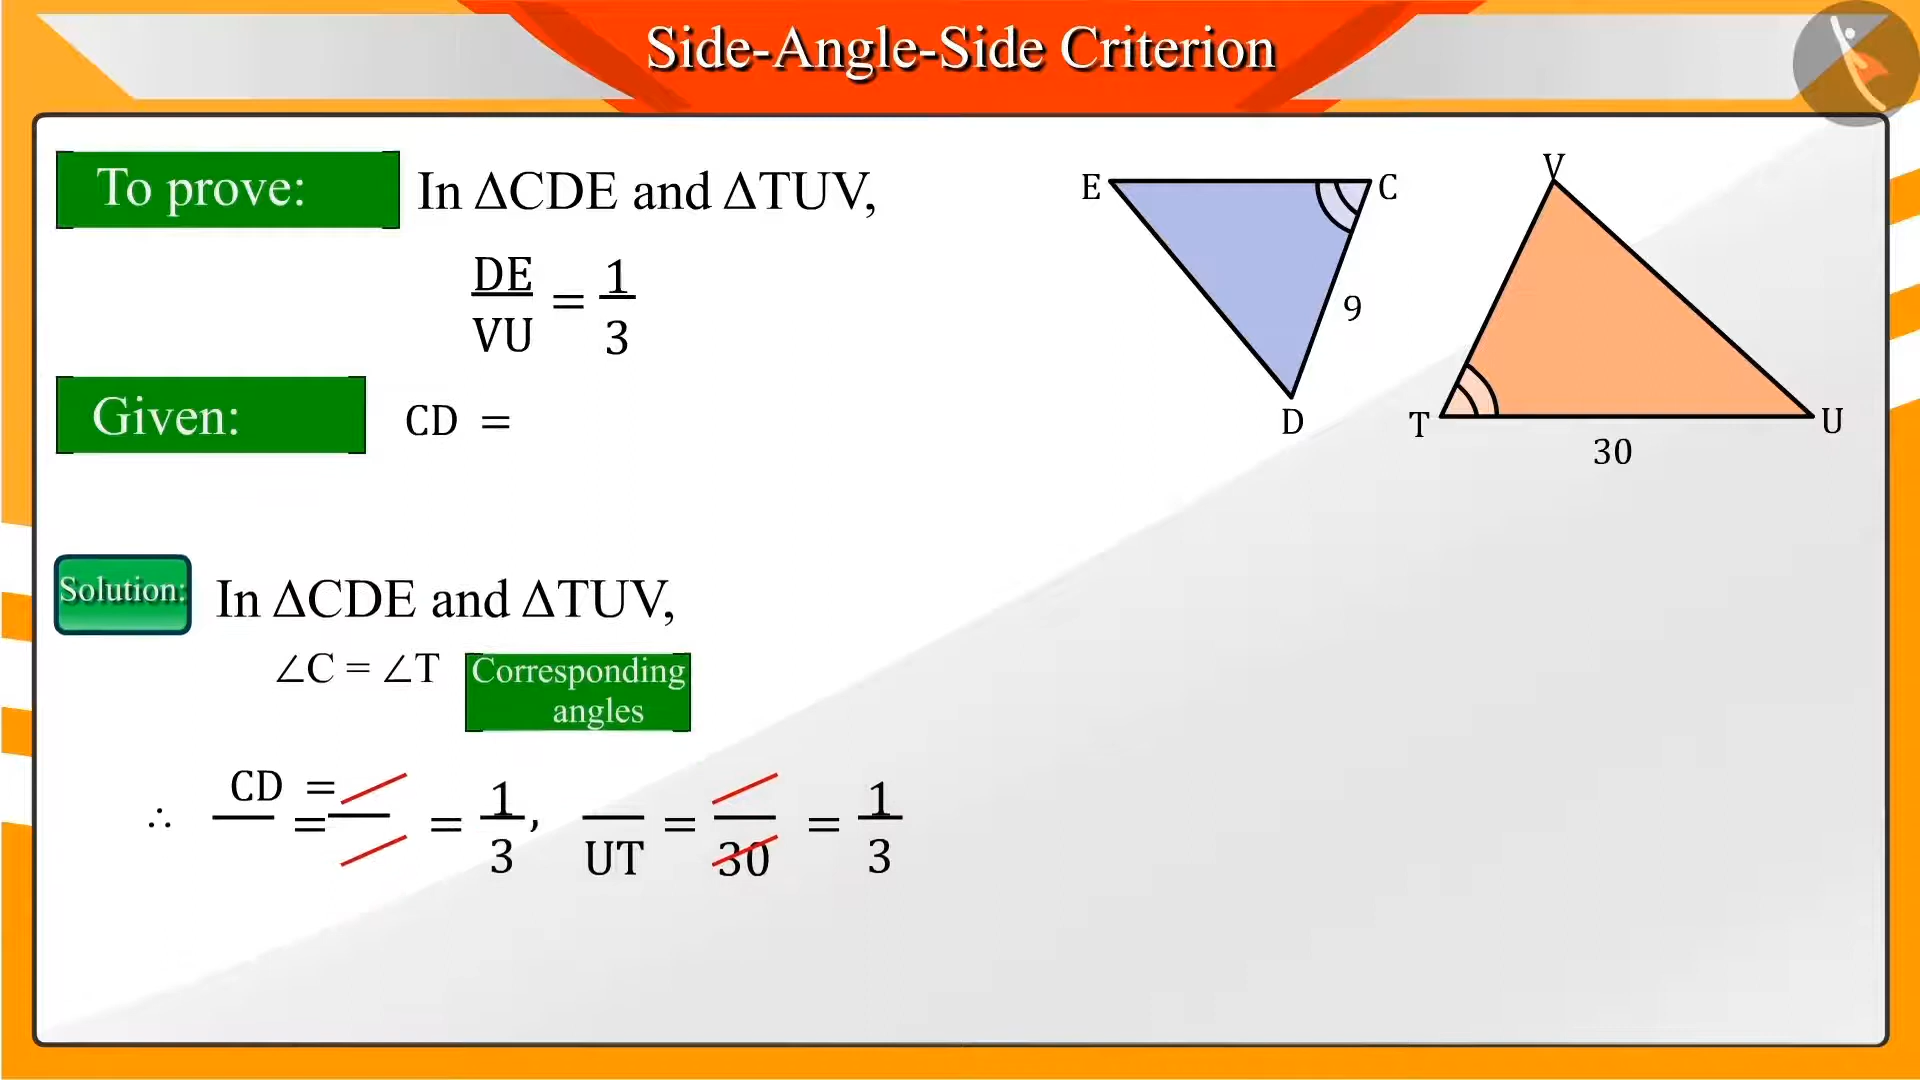 Side-Angle-Side Criterion
To prove: In ΔCDE and ΔTUV,
DE
VU
=
1
3
Given: CD =
E
C
9
D
V
T
U
30
Solution: In ΔCDE and ΔTUV,
∠C = ∠T
Corresponding
angles
∴
CD =
=
=
1
3
,
UT
=
30
=
1
3